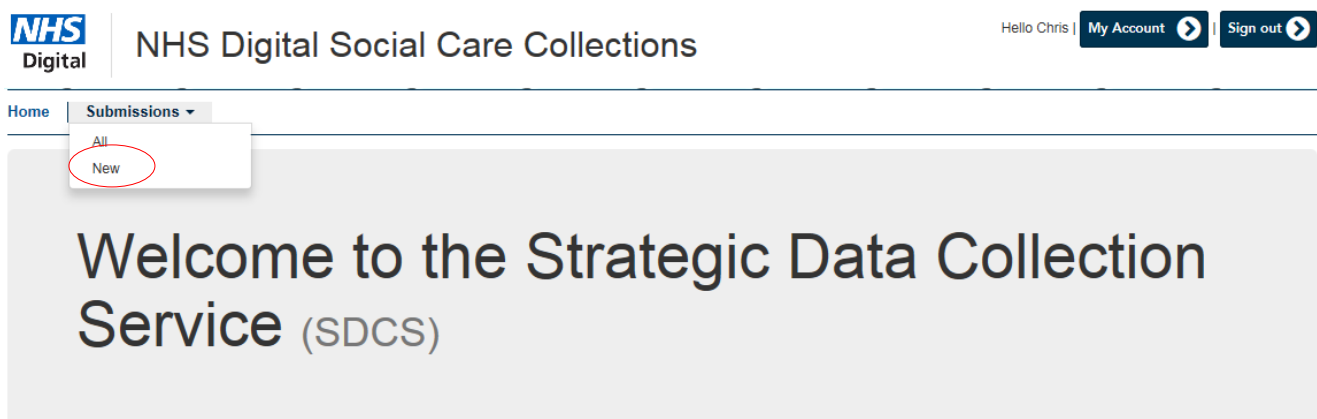 NHS
Digital
NHS Digital Social Care Collections
Hello Chris | My Account | Sign out
Home Submissions
All
New
Welcome to the Strategic Data Collection
Service (SDCS)